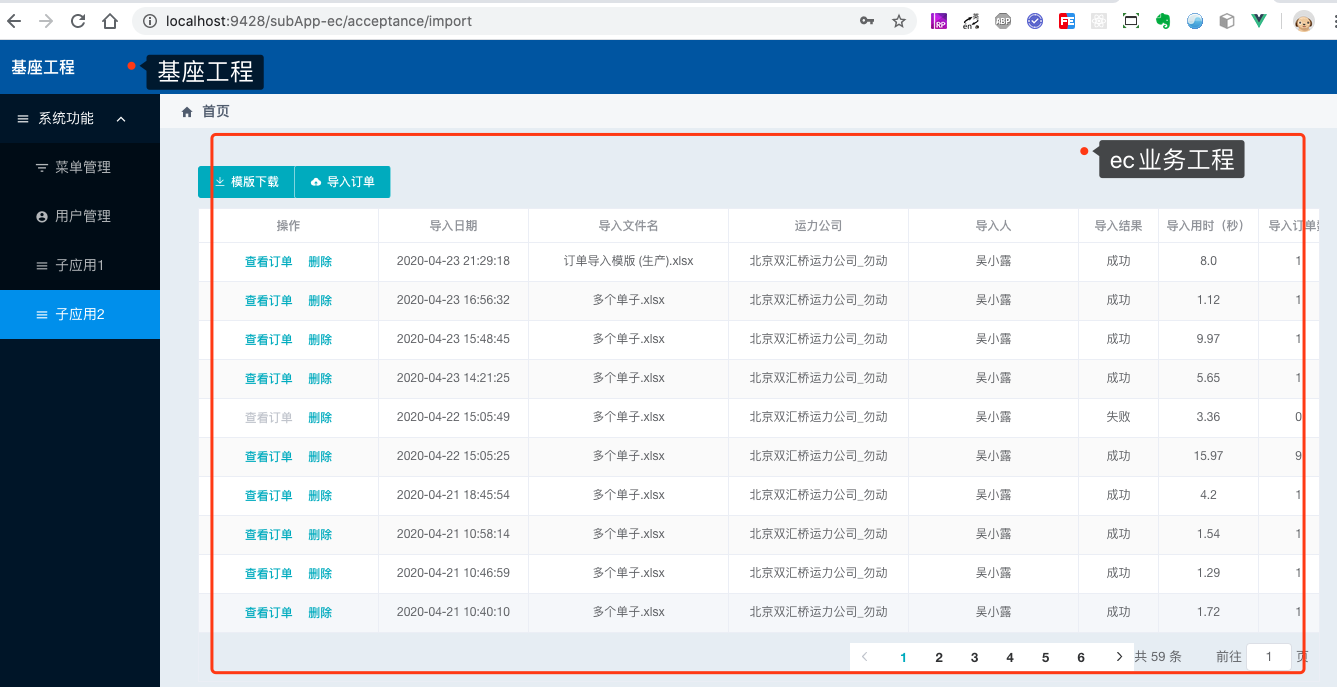 localhost:9428/subApp-ec/acceptance/import
基座工程
基座工程
系统功能
首页
菜单管理
用户管理
子应用1
子应用2
ec业务工程
模版下载 导入订单
操作 导入日期 导入文件名 运力公司 导入人 导入结果 导入用时（秒） 导入订单
查看订单 删除 2020-04-23 21:29:18 订单导入模版 (生产).xlsx 北京双汇桥运力公司_勿动 吴小露 成功 8.0 1
查看订单 删除 2020-04-23 16:56:32 多个单子.xlsx 北京双汇桥运力公司_勿动 吴小露 成功 1.12 1
查看订单 删除 2020-04-23 15:48:45 多个单子.xlsx 北京双汇桥运力公司_勿动 吴小露 成功 9.97 1
查看订单 删除 2020-04-23 14:21:25 多个单子.xlsx 北京双汇桥运力公司_勿动 吴小露 成功 5.65 1
查看订单 删除 2020-04-22 15:05:49 多个单子.xlsx 北京双汇桥运力公司_勿动 吴小露 失败 3.36 0
查看订单 删除 2020-04-22 15:05:25 多个单子.xlsx 北京双汇桥运力公司_勿动 吴小露 成功 15.97 9
查看订单 删除 2020-04-21 18:45:54 多个单子.xlsx 北京双汇桥运力公司_勿动 吴小露 成功 4.2 1
查看订单 删除 2020-04-21 10:58:14 多个单子.xlsx 北京双汇桥运力公司_勿动 吴小露 成功 1.54 1
查看订单 删除 2020-04-21 10:46:59 多个单子.xlsx 北京双汇桥运力公司_勿动 吴小露 成功 1.29 1
查看订单 删除 2020-04-21 10:40:10 多个单子.xlsx 北京双汇桥运力公司_勿动 吴小露 成功 1.72 1
1 2 3 4 5 6 共 59 条 前往 1 页